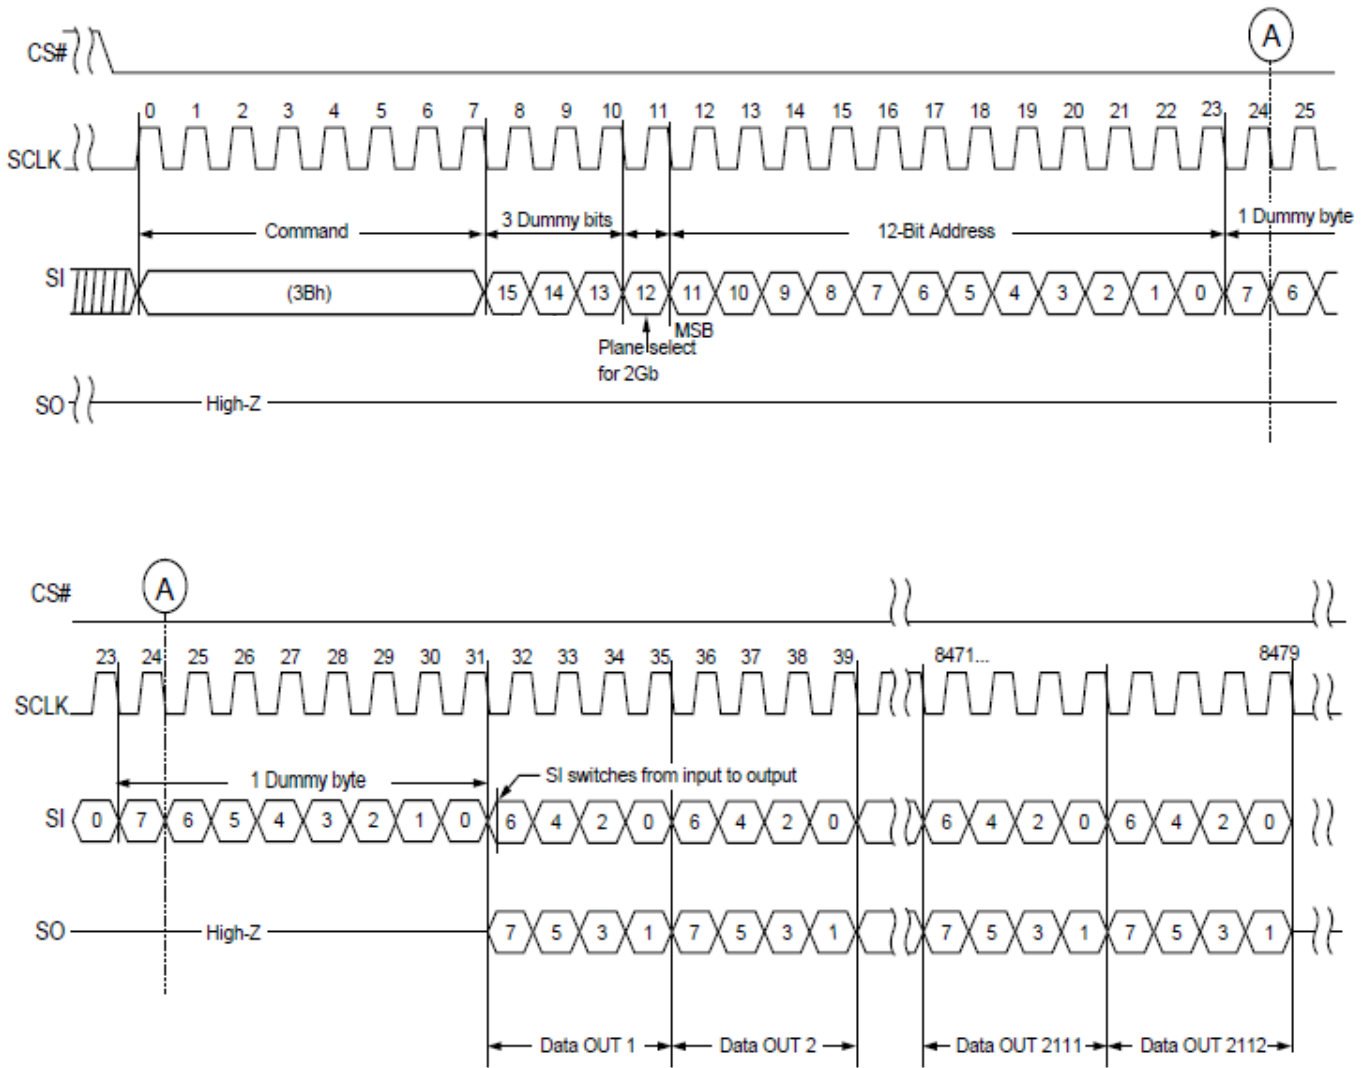 A
CS#
0 1 2 3 4 5 6 7 8 9 10 11 12 13 14 15 16 17 18 19 20 21 22 23 24 25
SCLK
Command 3 Dummy bits 12-Bit Address 1 Dummy byte
SI (3Bh) 15 14 13 12 11 10 9 8 7 6 5 4 3 2 1 0 7 6
MSB
Plane select
for 2Gb
SO High-Z
A
CS#
23 24 25 26 27 28 29 30 31 32 33 34 35 36 37 38 39 8471... 8479
SCLK
1 Dummy byte SI switches from input to output
SI 0 7 6 5 4 3 2 1 0 6 4 2 0 6 4 2 0 6 4 2 0 6 4 2 0
SO High-Z 7 5 3 1 7 5 3 1 7 5 3 1 7 5 3 1
Data OUT 1 Data OUT 2 Data OUT 2111 Data OUT 2112